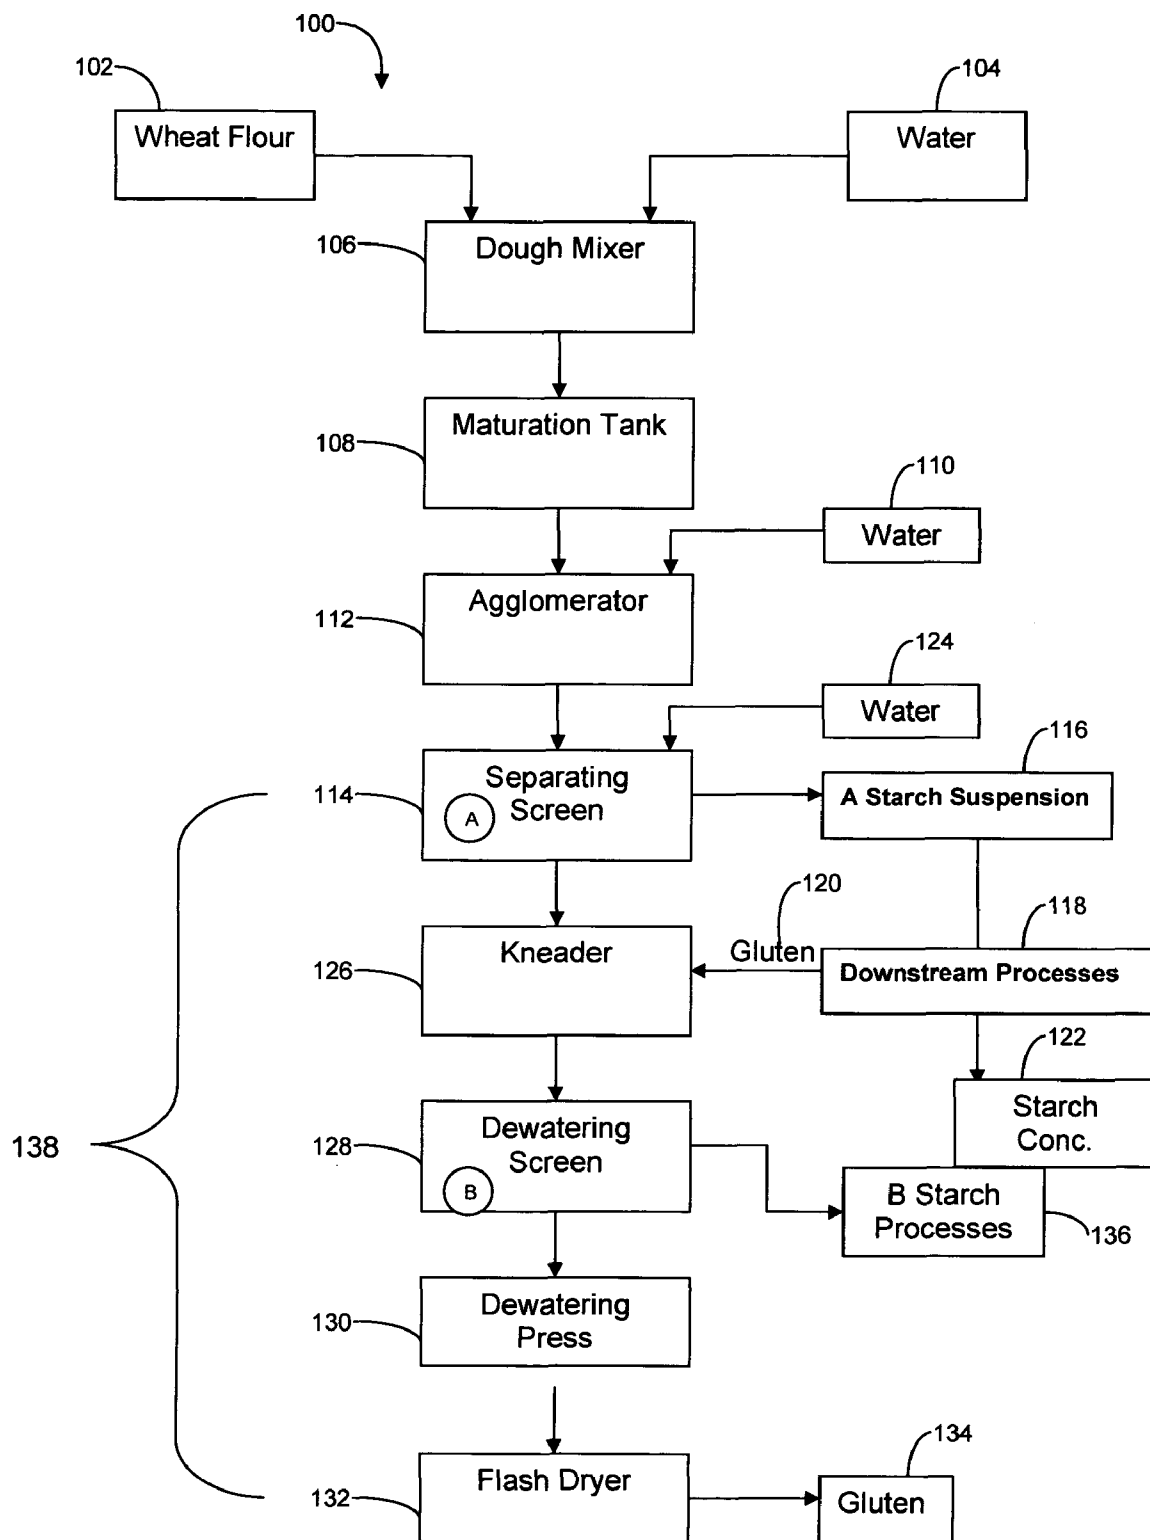 100
102
104
Wheat Flour
Water
106
Dough Mixer
108
Maturation Tank
110
Water
112
Agglomerator
124
Water
116
114
Separating
Screen
A
A Starch Suspension
120
118
126
Kneader
Gluten
Downstream Processes
122
Starch
Conc.
138
128
Dewatering
Screen
B
B Starch
Processes
136
130
Dewatering
Press
134
132
Flash Dryer
Gluten